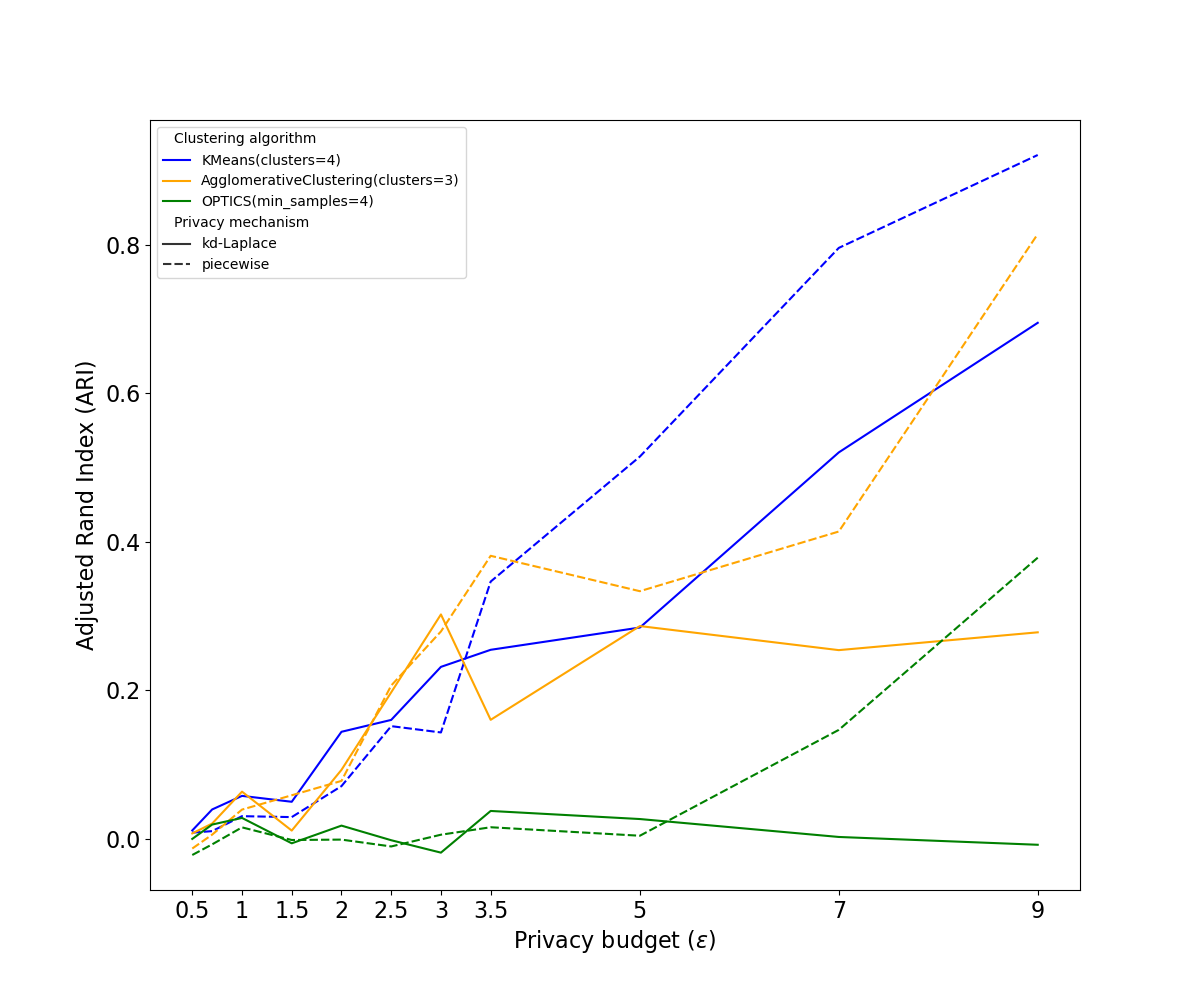 Clustering algorithm
KMeans(clusters=4)
AgglomerativeClustering(clusters=3)
OPTICS(min_samples=4)
Privacy mechanism
kd-Laplace
piecewise
Adjusted Rand Index (ARI)
0.8
0.6
0.4
0.2
0.0
0.5 1 1.5 2 2.5 3 3.5 5 7 9
Privacy budget (ε)